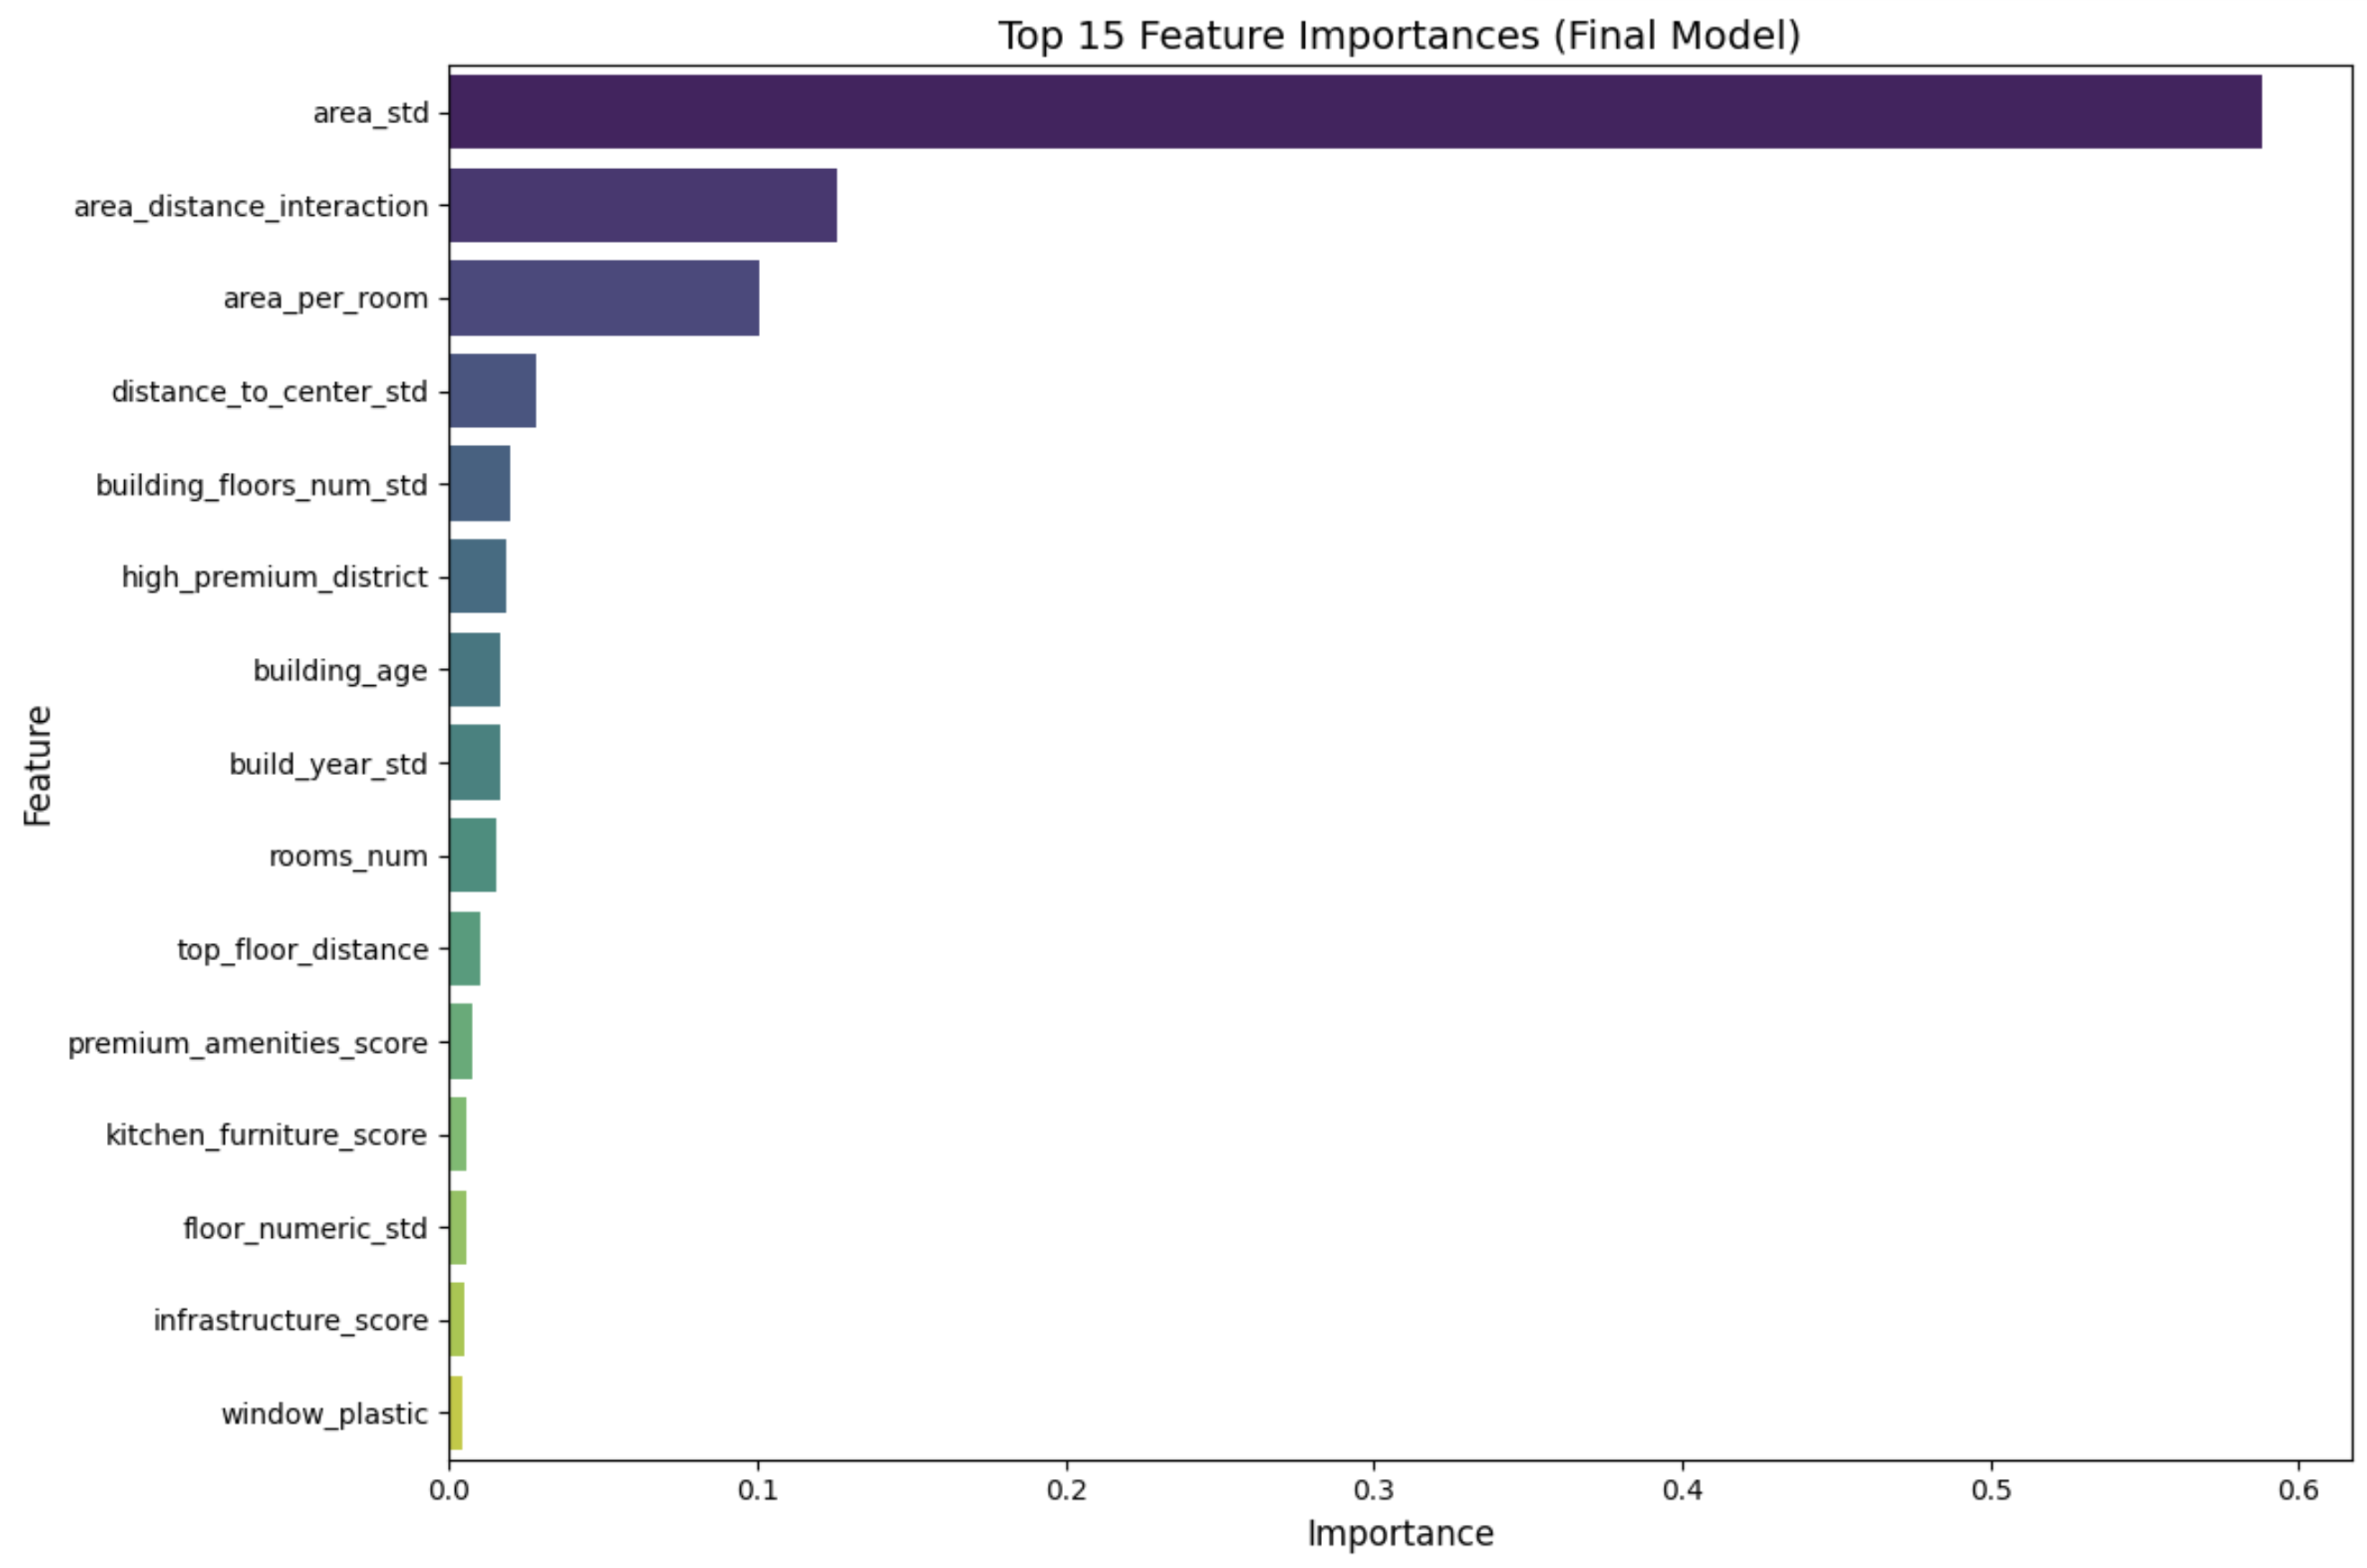 Top 15 Feature Importances (Final Model)
area_std
area_distance_interaction
area_per_room
distance_to_center_std
building_floors_num_std
high_premium_district
building_age
build_year_std
rooms_num
top_floor_distance
premium_amenities_score
kitchen_furniture_score
floor_numeric_std
infrastructure_score
window_plastic
Feature
0.0 0.1 0.2 0.3 0.4 0.5 0.6
Importance